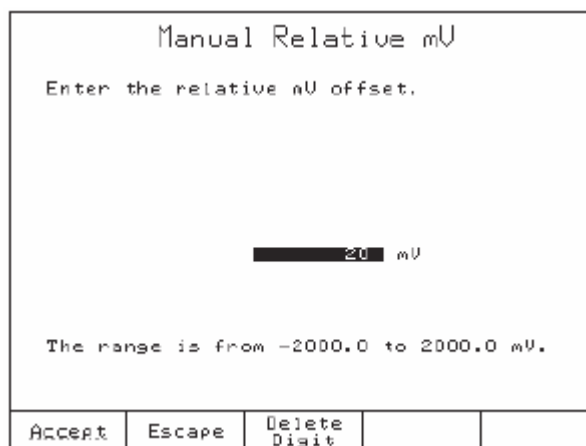 Manual Relative mV
Enter the relative mV offset.
20 mV
The range is from -2000.0 to 2000.0 mV.
Accept Escape Delete Digit